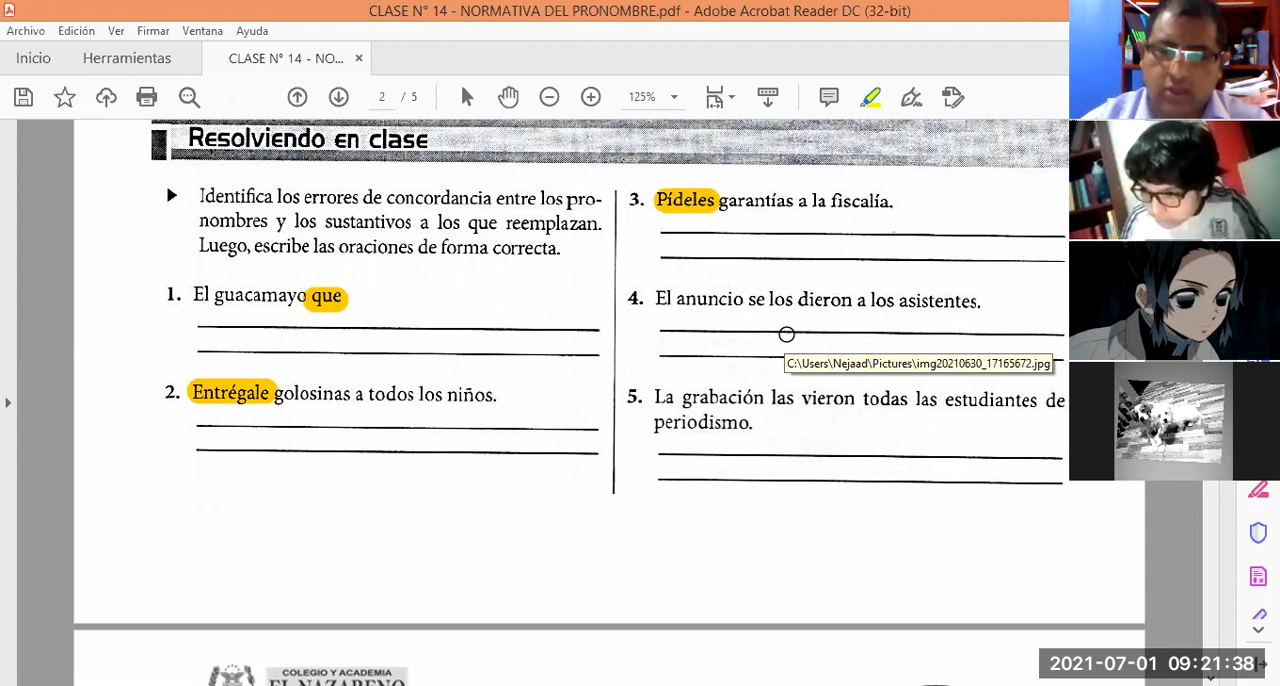 CLASE N° 14 - NORMATIVA DEL PRONOMBRE.pdf - Adobe Acrobat Reader DC (32-bit)
Archivo Edición Ver Firmar Ventana Ayuda
Inicio Herramientas CLASE N° 14 - NO... ×
2 / 5 125%
Resolviendo en clase
Identifica los errores de concordancia entre los pro-
nombres y los sustantivos a los que reemplazan.
Luego, escribe las oraciones de forma correcta.
1. El guacamayo que
2. Entrégale golosinas a todos los niños.
3. Pídeles garantías a la fiscalía.
4. El anuncio se los dieron a los asistentes.
C:\Users\Nejaad\Pictures\img20210630_17165672.jpg
5. La grabación las vieron todas las estudiantes de
periodismo.
COLEGIO Y ACADEMIA
EL NAZARENO
2021-07-01 09:21:38